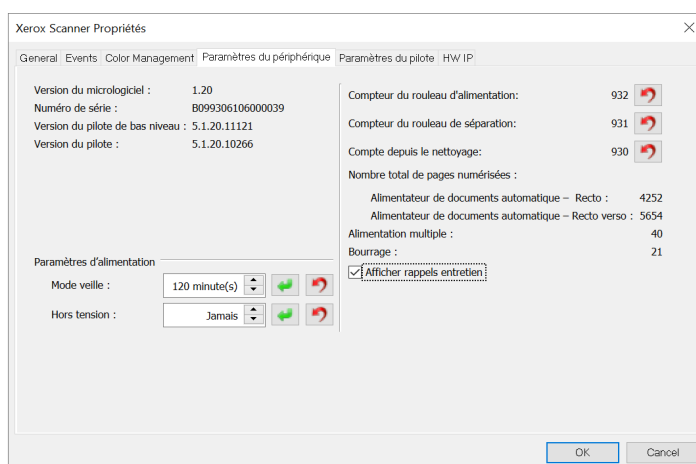 Xerox Scanner Propriétés
General Events Color Management Paramètres du périphérique Paramètres du pilote HW IP
Version du micrologiciel : 1.20
Numéro de série : B099306106000039
Version du pilote de bas niveau : 5.1.20.11121
Version du pilote : 5.1.20.10266
Paramètres d'alimentation
Mode veille : 120 minute(s)
Hors tension : Jamais
Compteur du rouleau d'alimentation: 932
Compteur du rouleau de séparation: 931
Compte depuis le nettoyage: 930
Nombre total de pages numérisées :
Alimentateur de documents automatique – Recto : 4252
Alimentateur de documents automatique – Recto verso : 5654
Alimentation multiple : 40
Bourrage : 21
Afficher rappels entretien
OK Cancel